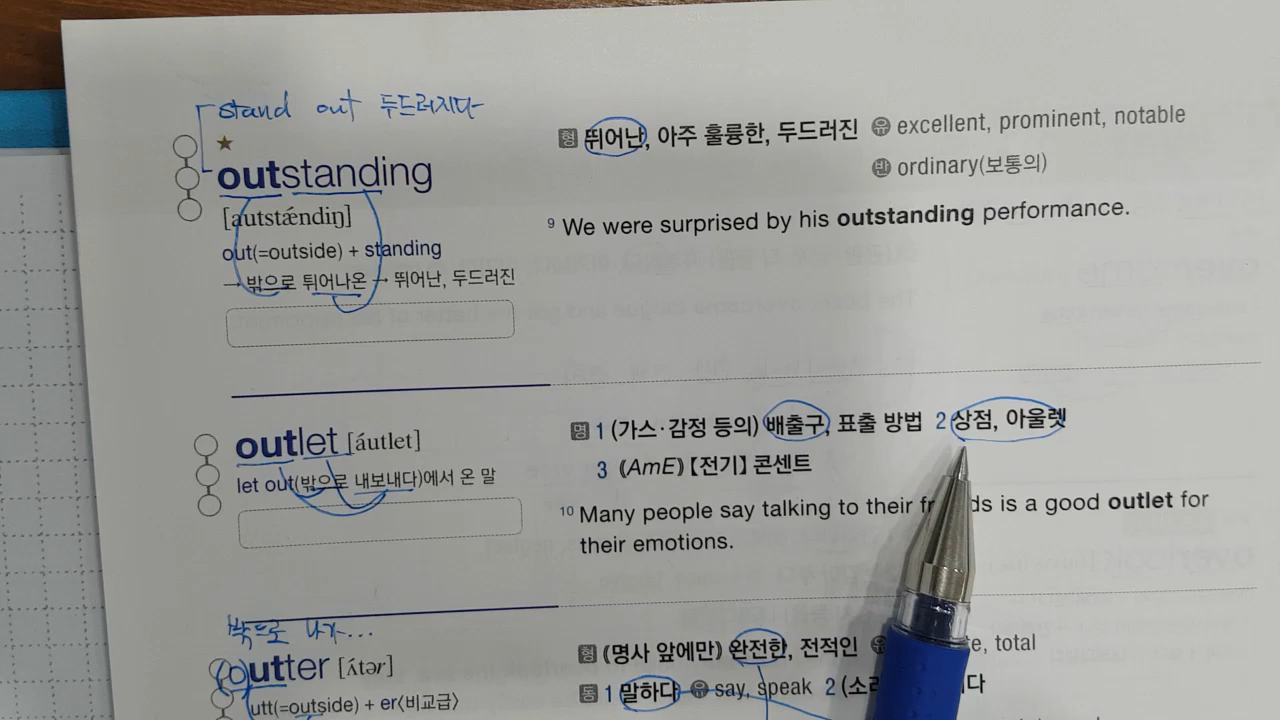 stand out 두드러지다
outstanding
[autstǽndiŋ]
out(=outside) + standing
→ 밖으로 튀어나온 → 뛰어난, 두드러진
형 뛰어난, 아주 훌륭한, 두드러진 유 excellent, prominent, notable
반 ordinary(보통의)
9 We were surprised by his outstanding performance.
outlet [áutlet]
let out(밖으로 내보내다)에서 온 말
명 1 (가스·감정 등의) 배출구, 표출 방법 2 상점, 아울렛
3 (AmE)【전기】 콘센트
10 Many people say talking to their is a good outlet for
their emotions.
밖으로 나가...
(o)utter [ʌ́tər]
utt(=outside) + er〈비교급〉
형 (명사 앞에만) 완전한, 전적인 total
동 1 말하다 유 say, speak 2